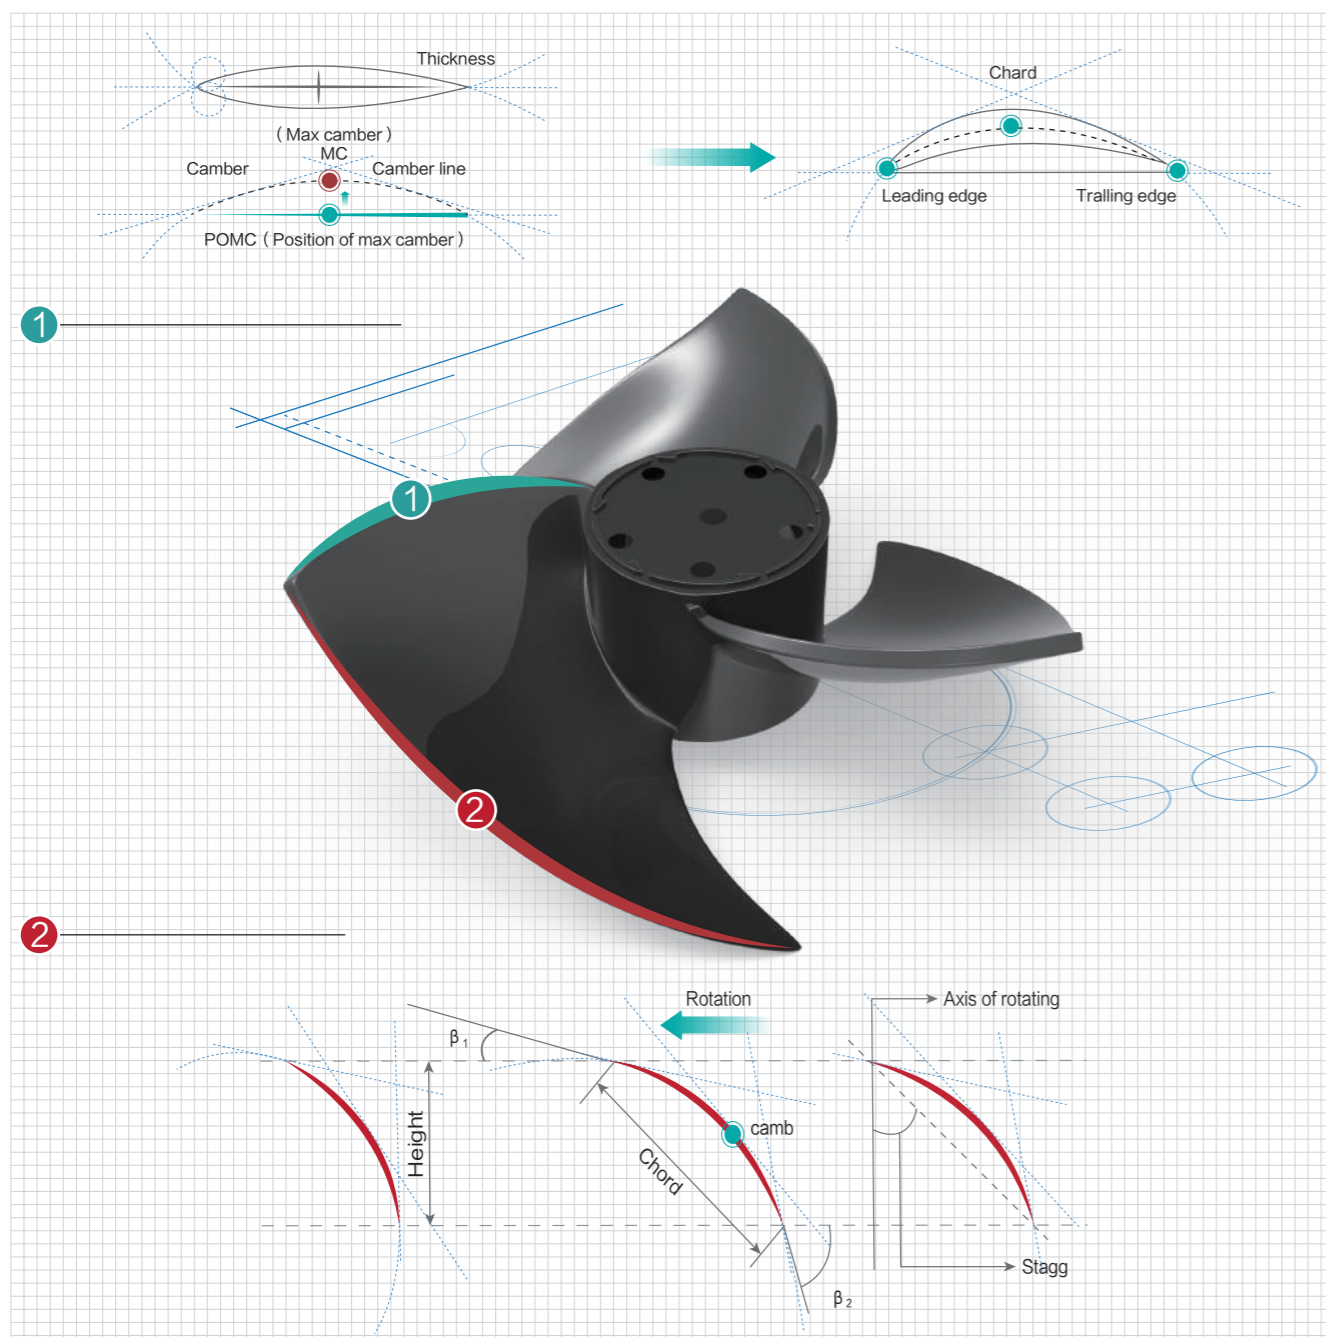 Thickness
( Max camber )
MC
Camber
Camber line
POMC ( Position of max camber )
Chard
Leading edge
Tralling edge
1
1
2
2
Rotation
Axis of rotating
β1
Height
camb
Chord
Stagg
β2